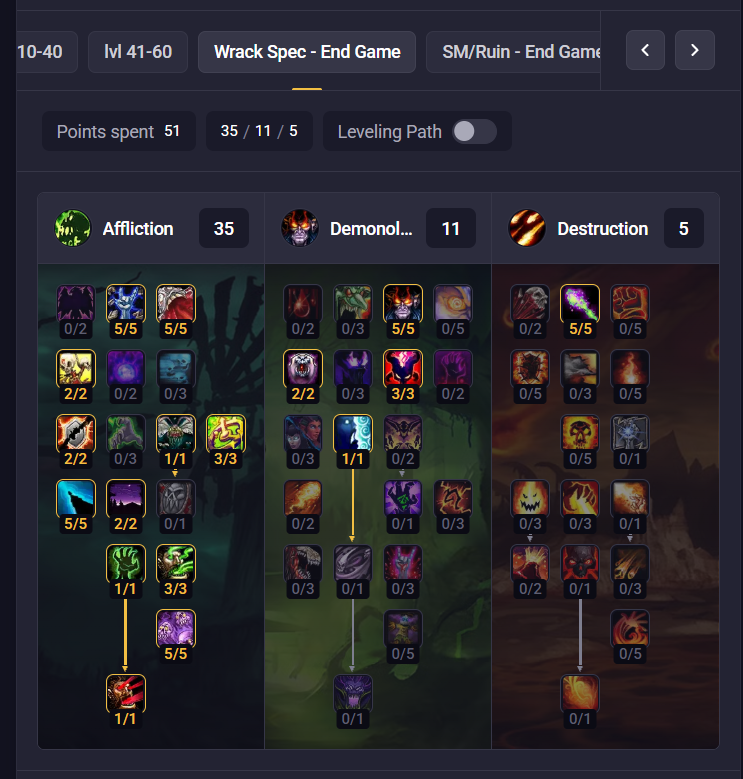 10-40 lvl 41-60 Wrack Spec - End Game SM/Ruin - End Game
Points spent 51 35 / 11 / 5 Leveling Path
Affliction 35 Demonol... 11 Destruction 5
0/2 5/5 5/5 0/2 0/3 5/5 0/5 0/2 5/5 0/5
2/2 0/2 0/3 2/2 0/3 3/3 0/2 0/5 0/3 0/5
2/2 0/3 1/1 3/3 0/3 1/1 0/2 0/5 0/1
5/5 2/2 0/1 0/2 0/1 0/3 0/3 0/3 0/1
1/1 3/3 0/3 0/1 0/3 0/2 0/1 0/3
5/5 0/5 0/5
1/1 0/1 0/1